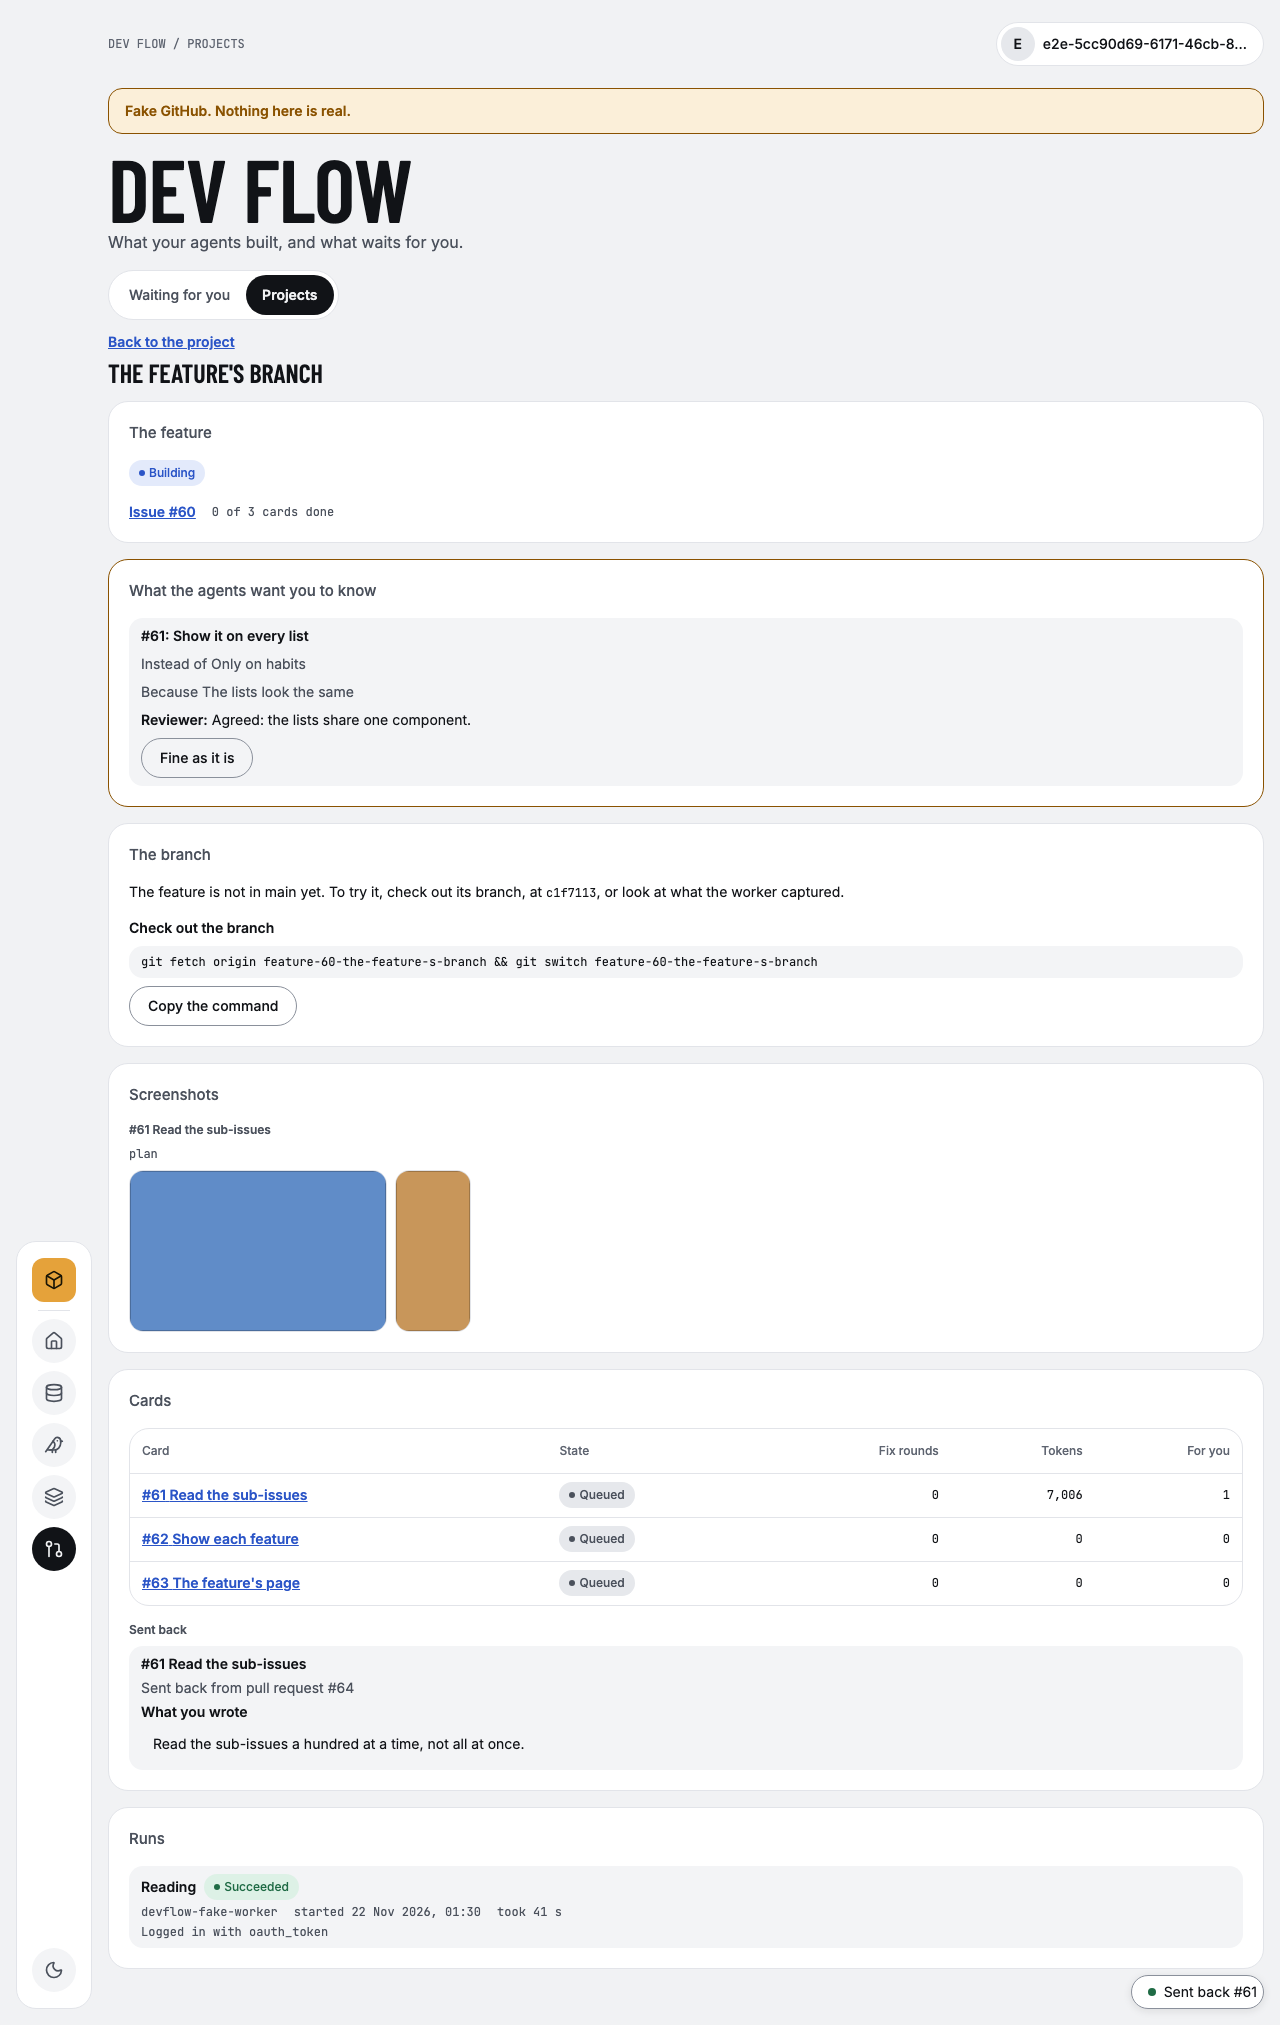 DEV FLOW / PROJECTS
E
e2e-5cc90d69-6171-46cb-8...
Fake GitHub. Nothing here is real.
DEV FLOW
What your agents built, and what waits for you.
Waiting for you
Projects
Back to the project
THE FEATURE'S BRANCH
The feature
Building
Issue #60 0 of 3 cards done
What the agents want you to know
#61: Show it on every list
Instead of Only on habits
Because The lists look the same
Reviewer: Agreed: the lists share one component.
Fine as it is
The branch
The feature is not in main yet. To try it, check out its branch, at c1f7113, or look at what the worker captured.
Check out the branch
git fetch origin feature-60-the-feature-s-branch && git switch feature-60-the-feature-s-branch
Copy the command
Screenshots
#61 Read the sub-issues
plan
Cards
Card State Fix rounds Tokens For you
#61 Read the sub-issues Queued 0 7,006 1
#62 Show each feature Queued 0 0 0
#63 The feature's page Queued 0 0 0
Sent back
#61 Read the sub-issues
Sent back from pull request #64
What you wrote
Read the sub-issues a hundred at a time, not all at once.
Runs
Reading Succeeded
devflow-fake-worker started 22 Nov 2026, 01:30 took 41 s
Logged in with oauth_token
Sent back #61